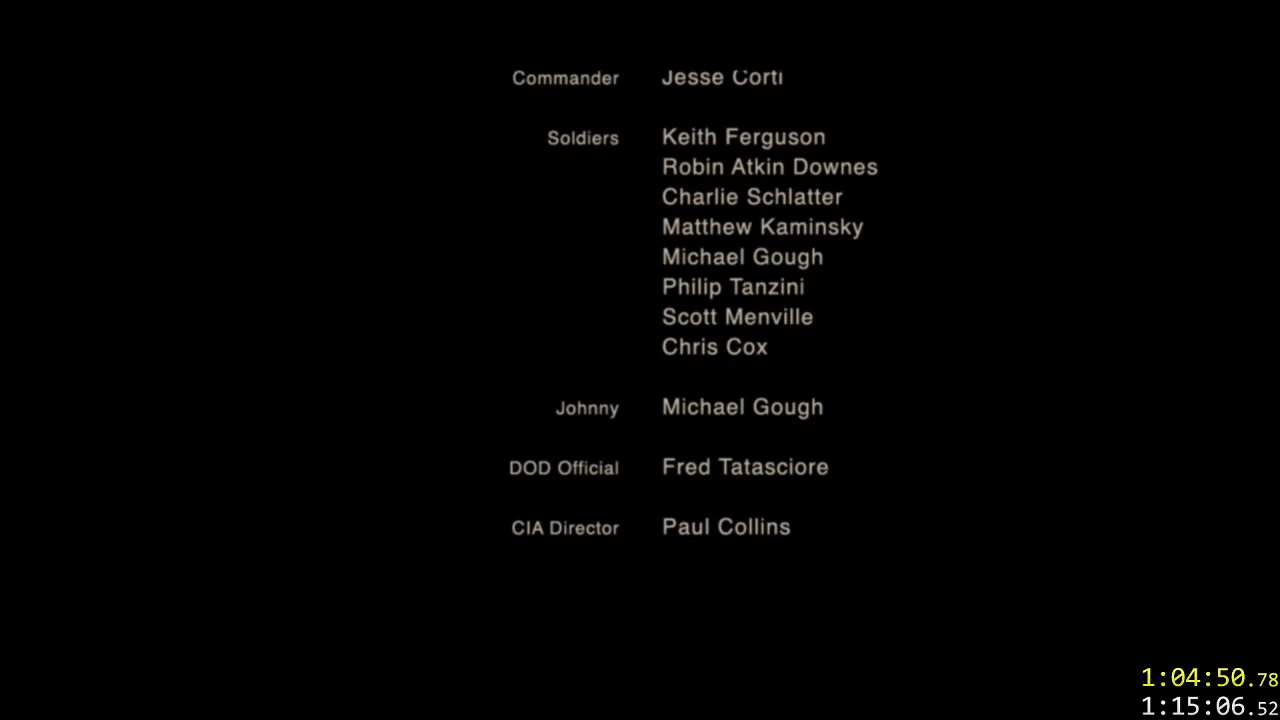 Commander Jesse Corti
Soldiers Keith Ferguson
Robin Atkin Downes
Charlie Schlatter
Matthew Kaminsky
Michael Gough
Philip Tanzini
Scott Menville
Chris Cox
Johnny Michael Gough
DOD Official Fred Tatasciore
CIA Director Paul Collins
1:04:50.78
1:15:06.52